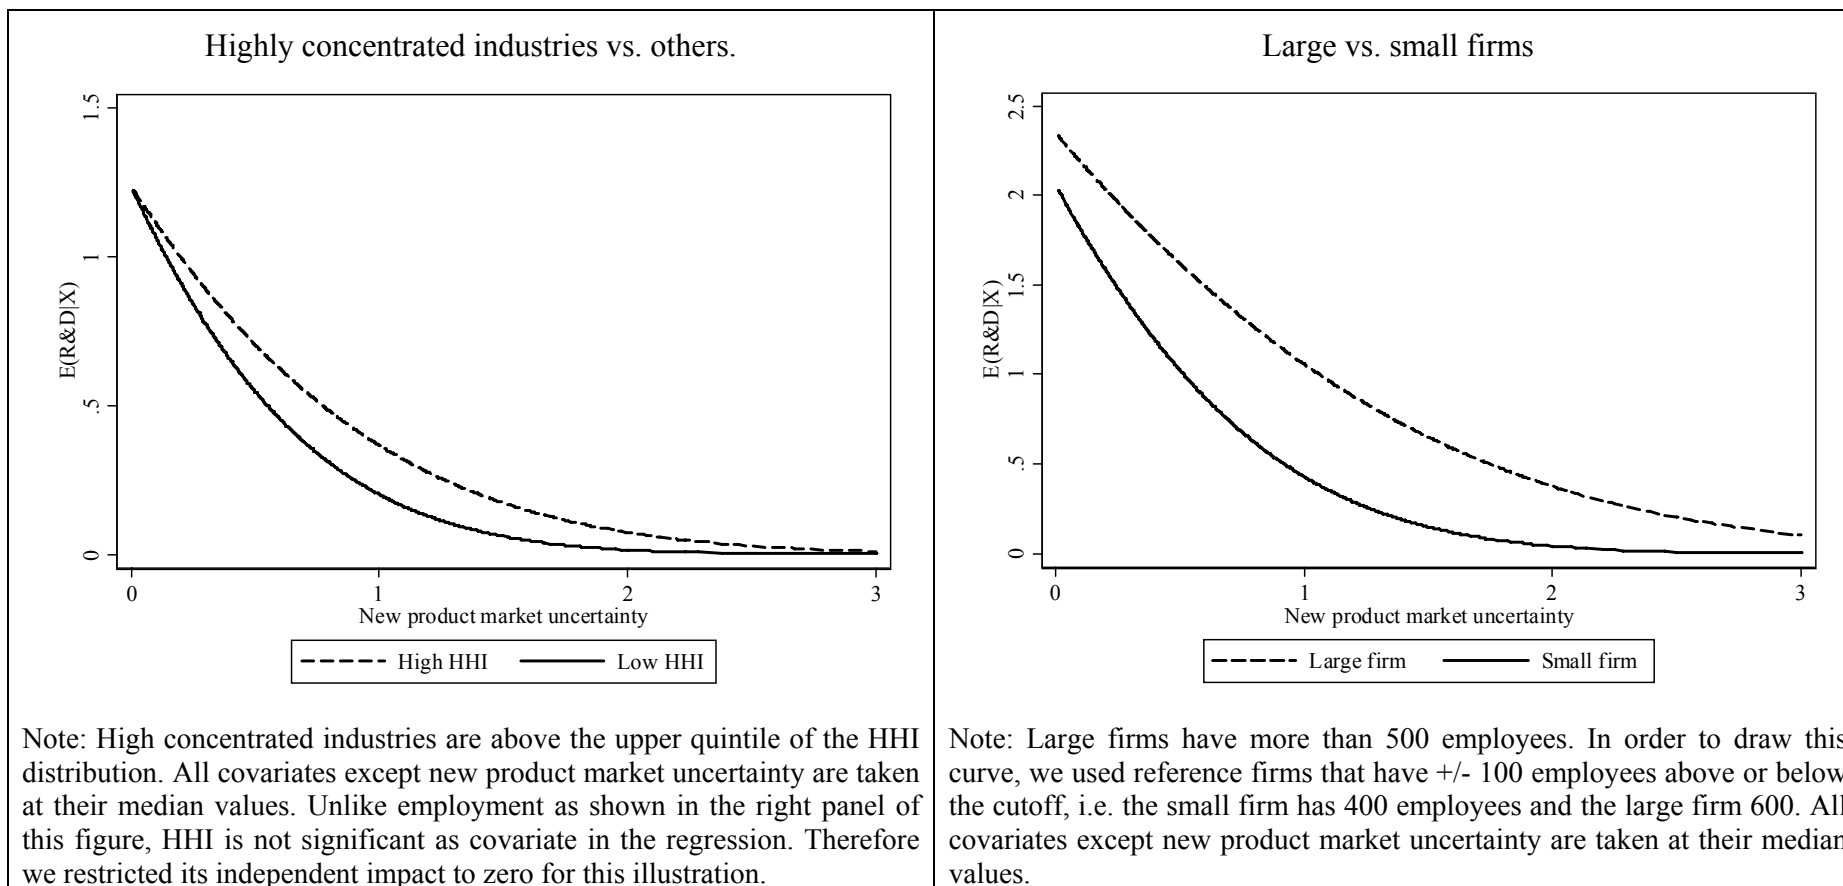 Highly concentrated industries vs. others.
1.5
1
.5
0
E(R&D|X)
0 1 2 3
New product market uncertainty
High HHI Low HHI
Note: High concentrated industries are above the upper quintile of the HHI
distribution. All covariates except new product market uncertainty are taken
at their median values. Unlike employment as shown in the right panel of
this figure, HHI is not significant as covariate in the regression. Therefore
we restricted its independent impact to zero for this illustration.
Large vs. small firms
2.5
2
1.5
1
.5
0
E(R&D|X)
0 1 2 3
New product market uncertainty
Large firm Small firm
Note: Large firms have more than 500 employees. In order to draw this
curve, we used reference firms that have +/- 100 employees above or below
the cutoff, i.e. the small firm has 400 employees and the large firm 600. All
covariates except new product market uncertainty are taken at their median
values.